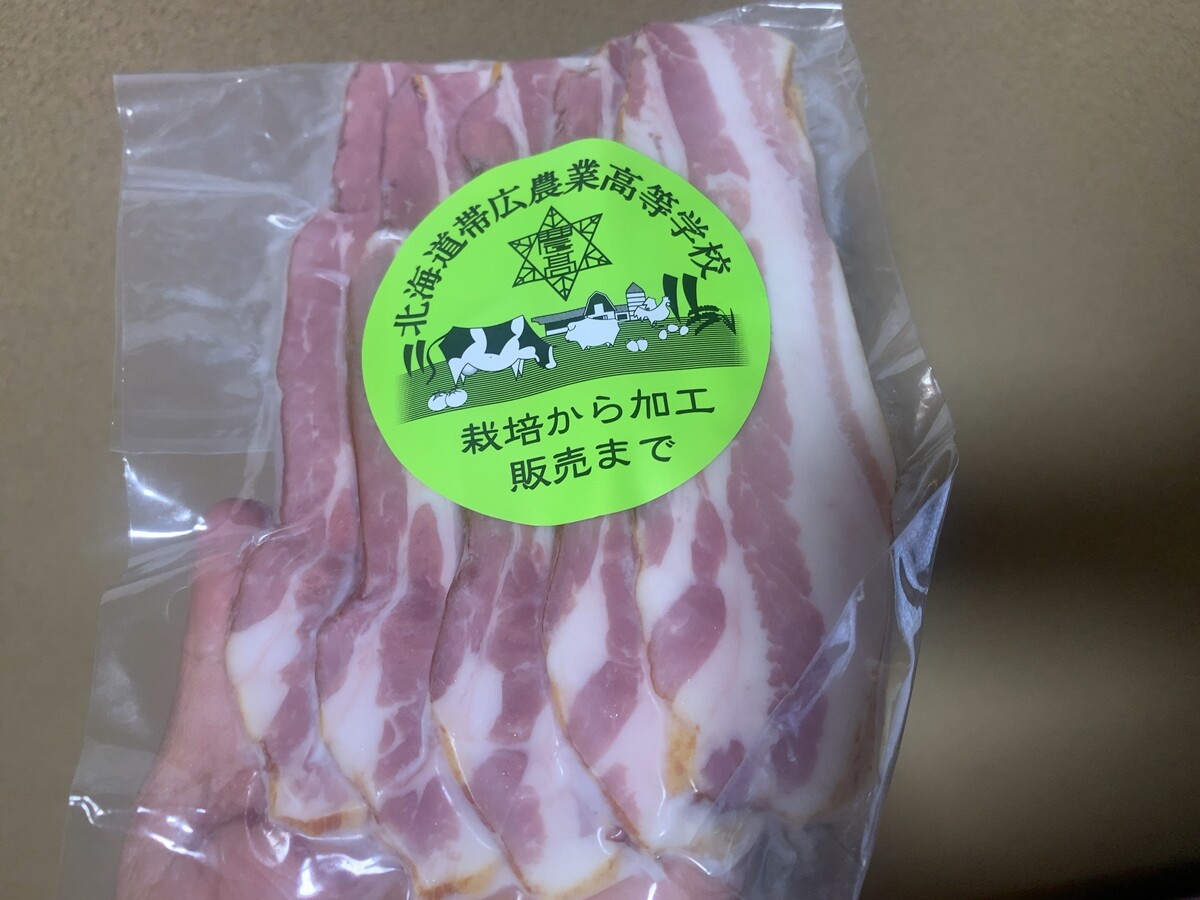 北海道帯広農業高等学校
農高
栽培から加工
販売まで